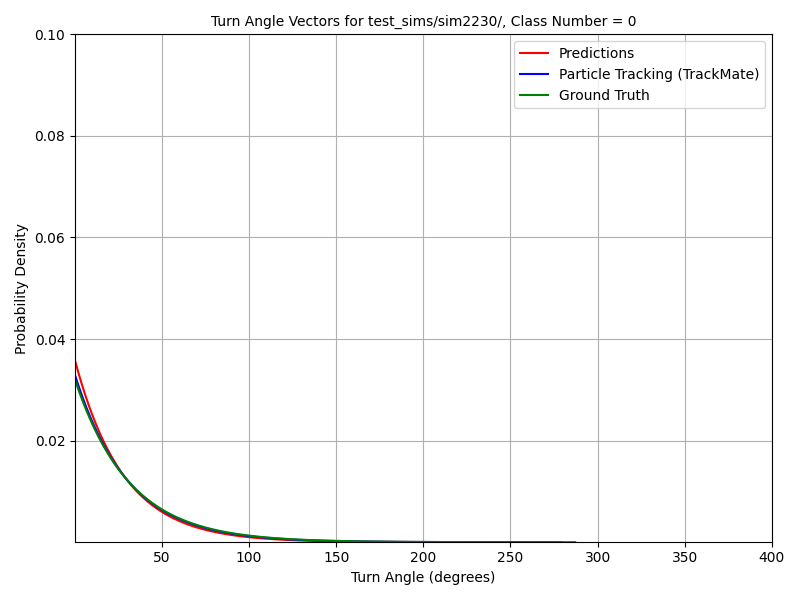 Turn Angle Vectors for test_sims/sim2230/, Class Number = 0
Predictions
Particle Tracking (TrackMate)
Ground Truth
Probability Density
0.10
0.08
0.06
0.04
0.02
50 100 150 200 250 300 350 400
Turn Angle (degrees)